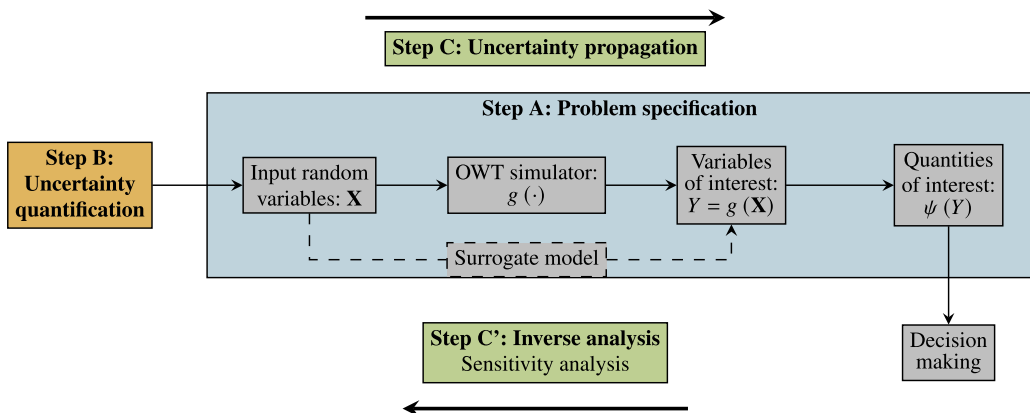 Step C: Uncertainty propagation
Step A: Problem specification
Step B:
Uncertainty
quantification
Input random
variables: X
OWT simulator:
g (·)
Variables
of interest:
Y = g (X)
Quantities
of interest:
ψ (Y)
Surrogate model
Step C’: Inverse analysis
Sensitivity analysis
Decision
making